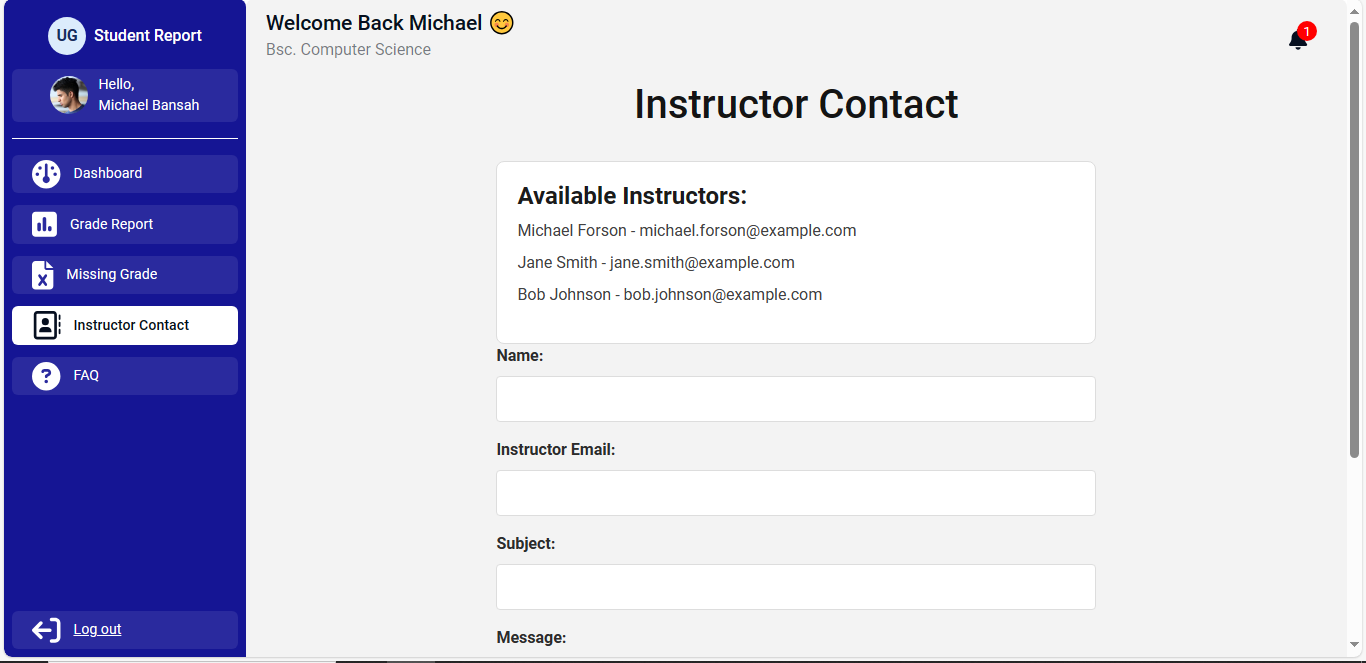 UG Student Report
Hello,
Michael Bansah
Dashboard
Grade Report
Missing Grade
Instructor Contact
FAQ
Log out
Welcome Back Michael 😊
Bsc. Computer Science
1
Instructor Contact
Available Instructors:
Michael Forson - michael.forson@example.com
Jane Smith - jane.smith@example.com
Bob Johnson - bob.johnson@example.com
Name:
Instructor Email:
Subject:
Message: